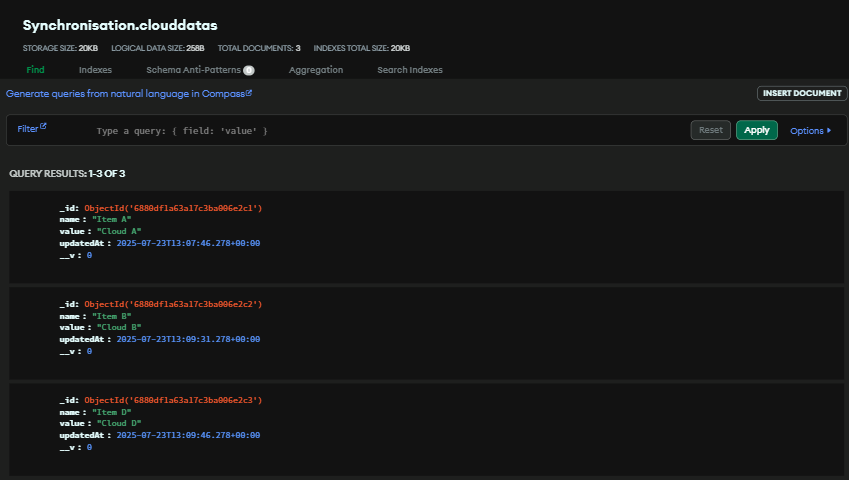 Synchronisation.clouddatas
STORAGE SIZE: 20KB LOGICAL DATA SIZE: 258B TOTAL DOCUMENTS: 3 INDEXES TOTAL SIZE: 20KB
Find Indexes Schema Anti-Patterns 0 Aggregation Search Indexes
Generate queries from natural language in Compass
INSERT DOCUMENT
Filter Type a query: { field: 'value' } Reset Apply Options
QUERY RESULTS: 1-3 OF 3
_id: ObjectId('6880df1a63a17c3ba006e2c1')
name : "Item A"
value : "Cloud A"
updatedAt : 2025-07-23T13:07:46.278+00:00
__v : 0
_id: ObjectId('6880df1a63a17c3ba006e2c2')
name : "Item B"
value : "Cloud B"
updatedAt : 2025-07-23T13:09:31.278+00:00
__v : 0
_id: ObjectId('6880df1a63a17c3ba006e2c3')
name : "Item D"
value : "Cloud D"
updatedAt : 2025-07-23T13:09:46.278+00:00
__v : 0